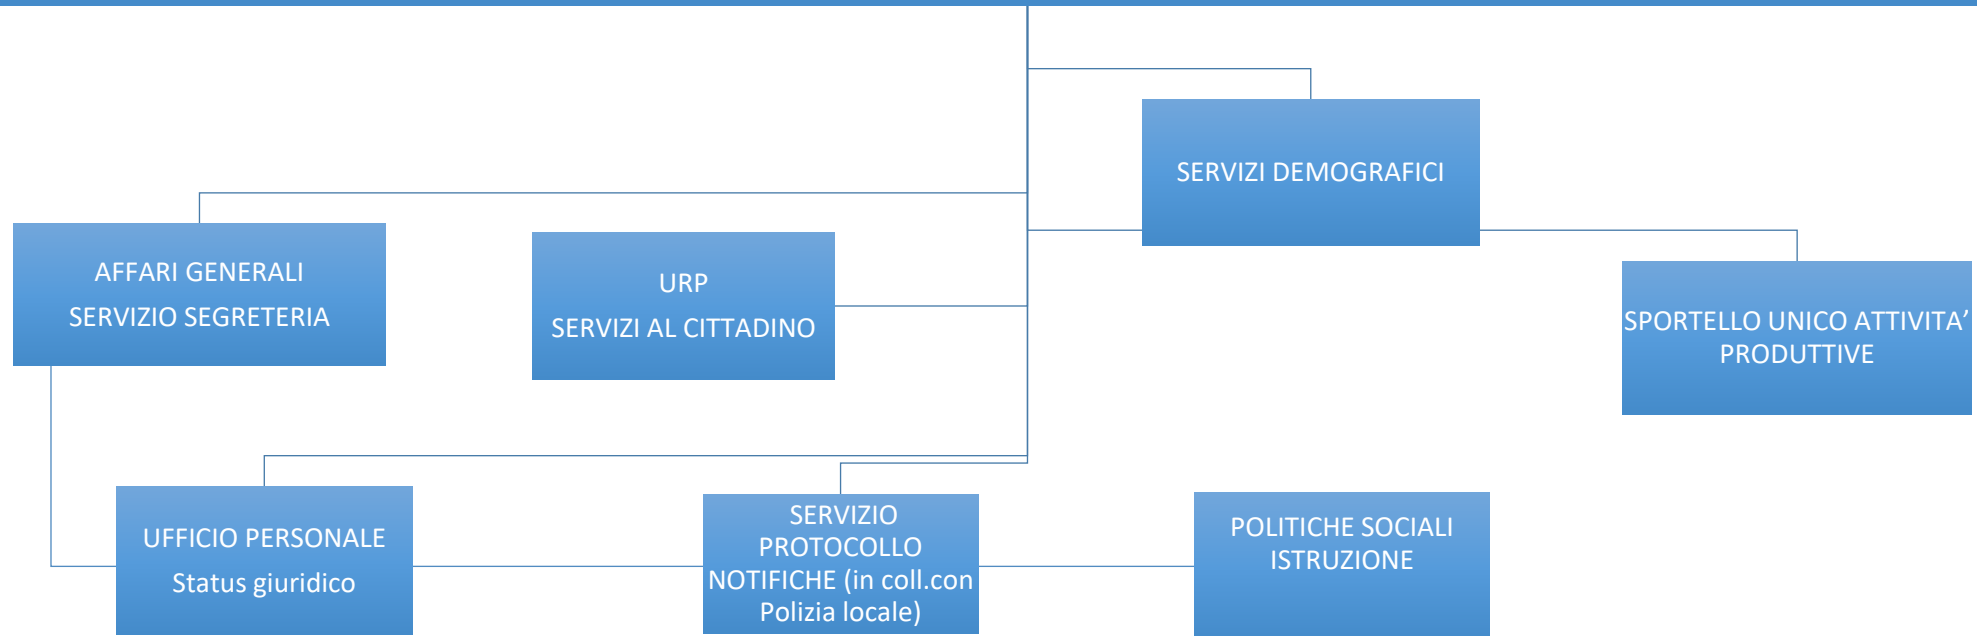 SERVIZI DEMOGRAFICI
AFFARI GENERALI
SERVIZIO SEGRETERIA
URP
SERVIZI AL CITTADINO
SPORTELLO UNICO ATTIVITA’
PRODUTTIVE
UFFICIO PERSONALE
Status giuridico
SERVIZIO
PROTOCOLLO
NOTIFICHE (in coll.con
Polizia locale)
POLITICHE SOCIALI
ISTRUZIONE